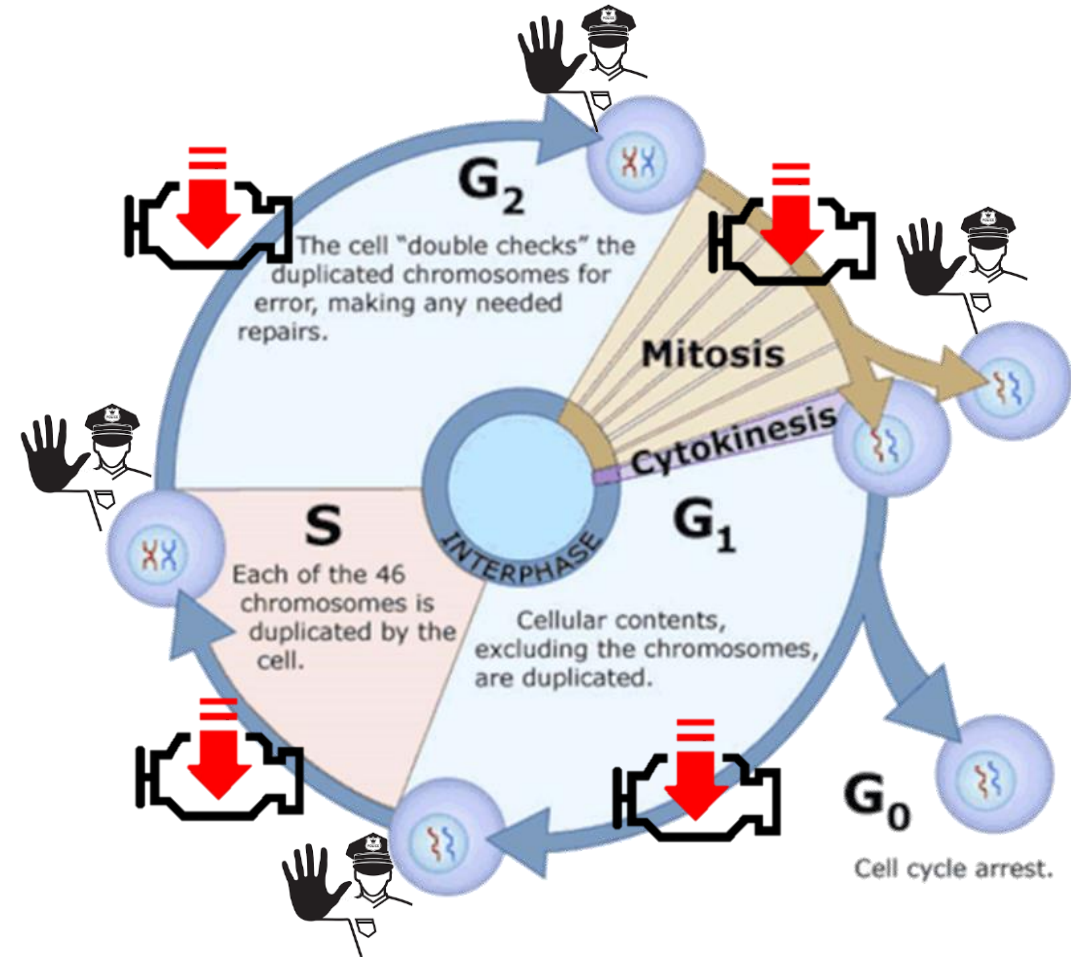 G2
The cell “double checks” the
duplicated chromosomes for
error, making any needed
repairs.
Mitosis
Cytokinesis
S
Each of the 46
chromosomes is
duplicated by the
cell.
INTERPHASE
G1
Cellular contents,
excluding the chromosomes,
are duplicated.
G0
Cell cycle arrest.